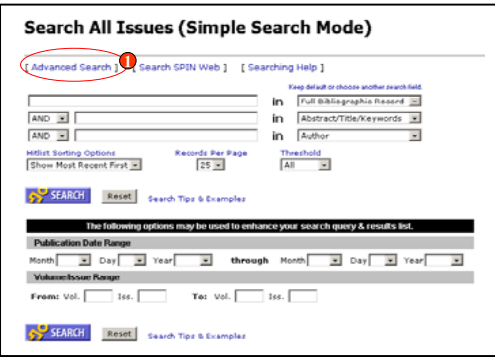 Search All Issues (Simple Search Mode)
1
[ Advanced Search ] [ Search SPIN Web ] [ Searching Help ]
Keep default or choose another search field.
in Full Bibliographic Record
AND in Abstract/Title/Keywords
AND in Author
Hitlist Sorting Options Records Per Page Threshold
Show Most Recent First 25 All
SEARCH Reset Search Tips & Examples
The following options may be used to enhance your search query & results list.
Publication Date Range
Month Day Year through Month Day Year
Volume/Issue Range
From: Vol. Iss. To: Vol. Iss.
SEARCH Reset Search Tips & Examples